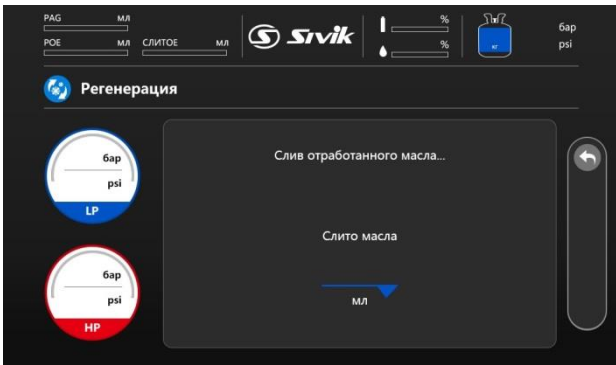 PAG мл
POE мл СЛИТОЕ мл
Sivik
%
%
кг
бар
psi
Регенерация
бар
psi
LP
Слив отработанного масла...
Слито масла
мл
бар
psi
HP